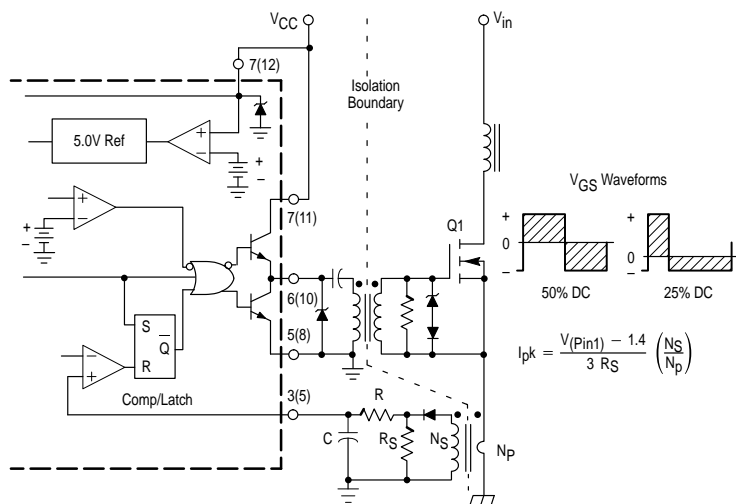 VCC
Vin
7(12)
Isolation
Boundary
5.0V Ref
+
–
+
–
+
–
+
–
7(11)
Q1
VGS Waveforms
+
0
–
+
0
–
50% DC
25% DC
6(10)
5(8)
S
Q
R
–
+
Comp/Latch
3(5)
R
C
RS
NS
NP
Ipk = V(Pin1) – 1.4 / 3 RS (NS / Np)